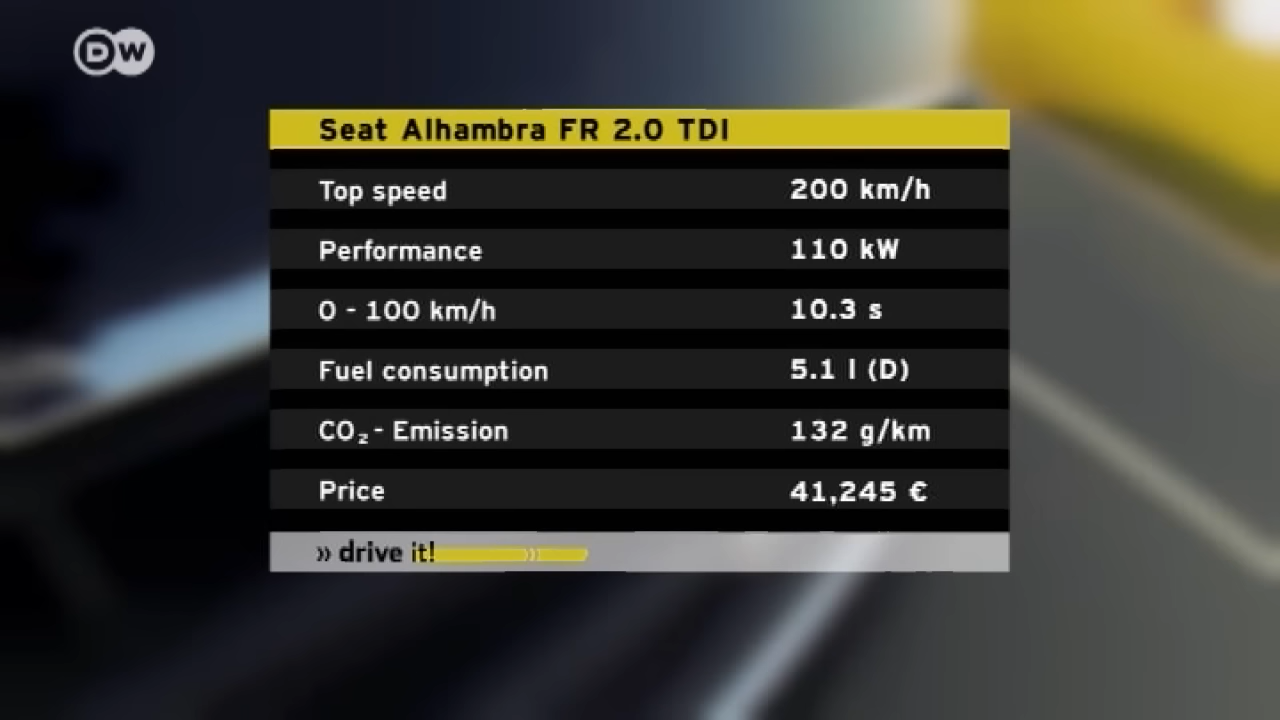 DW
Seat Alhambra FR 2.0 TDI
Top speed 200 km/h
Performance 110 kW
0 - 100 km/h 10.3 s
Fuel consumption 5.1 l (D)
CO₂ - Emission 132 g/km
Price 41,245 €
» drive it!